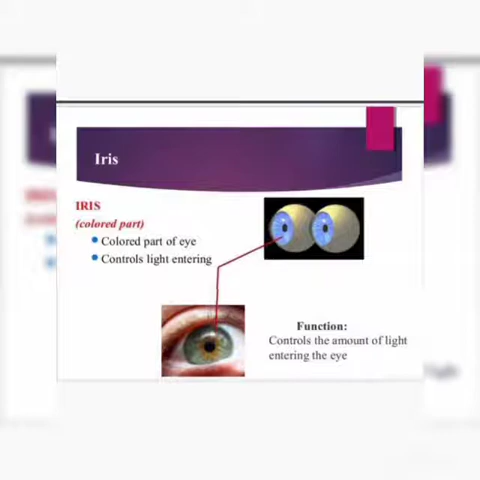 Iris
IRIS
(colored part)
Colored part of eye
Controls light entering
Function:
Controls the amount of light
entering the eye